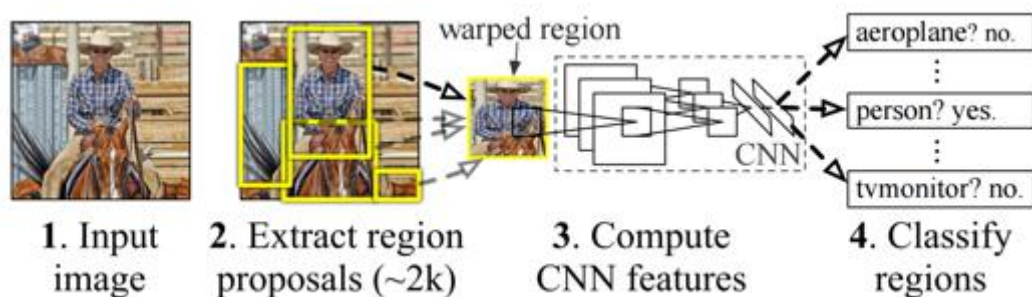 warped region
aeroplane? no.
⋮
person? yes.
⋮
tvmonitor? no.
CNN
1. Input
image
2. Extract region
proposals (~2k)
3. Compute
CNN features
4. Classify
regions